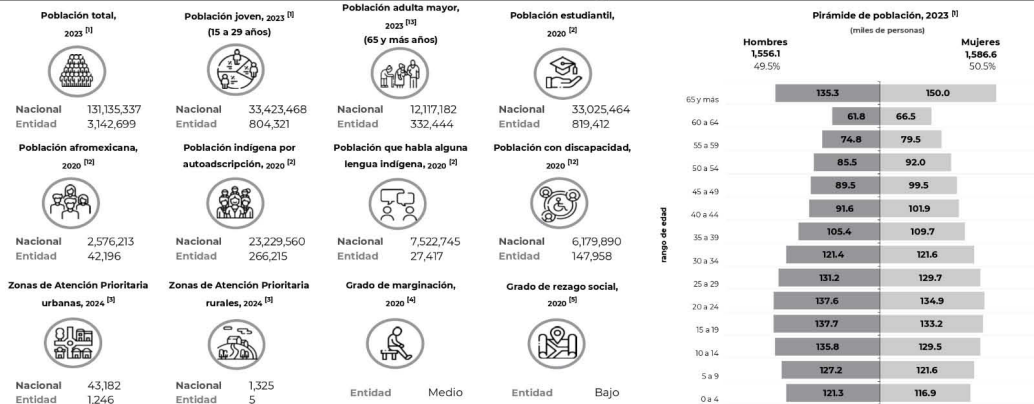 Población total,
2023 [1]
Nacional 131,135,337
Entidad 3,142,699
Población joven, 2023 [1]
(15 a 29 años)
Nacional 33,423,468
Entidad 804,321
Población adulta mayor,
2023 [13]
(65 y más años)
Nacional 12,117,182
Entidad 332,444
Población estudiantil,
2020 [2]
Nacional 33,025,464
Entidad 819,412
Población afromexicana,
2020 [12]
Nacional 2,576,213
Entidad 42,196
Población indígena por
autoadscripción, 2020 [2]
Nacional 23,229,560
Entidad 266,215
Población que habla alguna
lengua indígena, 2020 [2]
Nacional 7,522,745
Entidad 27,417
Población con discapacidad,
2020 [12]
Nacional 6,179,890
Entidad 147,958
Zonas de Atención Prioritaria
urbanas, 2024 [3]
Nacional 43,182
Entidad 1,246
Zonas de Atención Prioritaria
rurales, 2024 [3]
Nacional 1,325
Entidad 5
Grado de marginación,
2020 [4]
Entidad Medio
Grado de rezago social,
2020 [5]
Entidad Bajo
Pirámide de población, 2023 [1]
(miles de personas)
Hombres Mujeres
1,556.1 1,586.6
49.5% 50.5%
rango de edad
65 y más 135.3 150.0
60 a 64 61.8 66.5
55 a 59 74.8 79.5
50 a 54 85.5 92.0
45 a 49 89.5 99.5
40 a 44 91.6 101.9
35 a 39 105.4 109.7
30 a 34 121.4 121.6
25 a 29 131.2 129.7
20 a 24 137.6 134.9
15 a 19 137.7 133.2
10 a 14 135.8 129.5
5 a 9 127.2 121.6
0 a 4 121.3 116.9